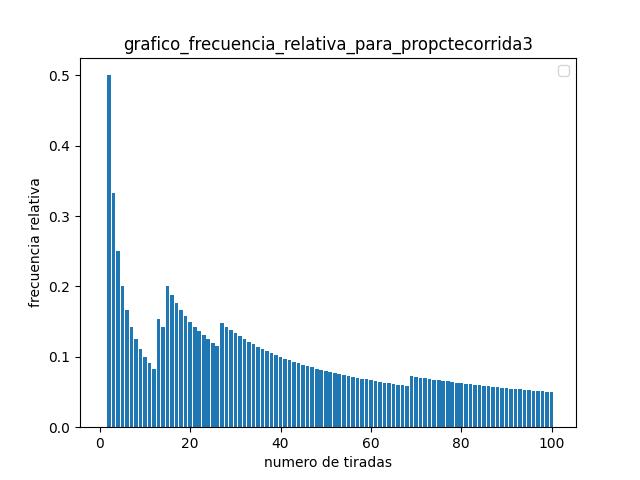 grafico_frecuencia_relativa_para_propctecorrida3
0.5
0.4
0.3
0.2
0.1
0.0
frecuencia relativa
0 20 40 60 80 100
numero de tiradas